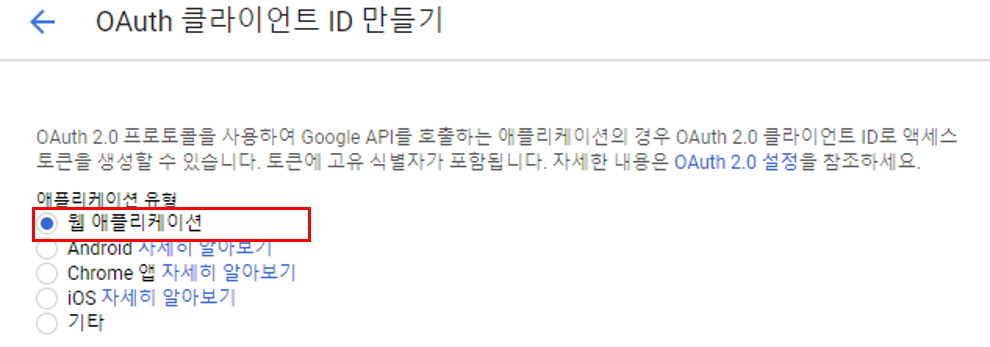 OAuth 클라이언트 ID 만들기
OAuth 2.0 프로토콜을 사용하여 Google API를 호출하는 애플리케이션의 경우 OAuth 2.0 클라이언트 ID로 액세스
토큰을 생성할 수 있습니다. 토큰에 고유 식별자가 포함됩니다. 자세한 내용은 OAuth 2.0 설정을 참조하세요.
애플리케이션 유형
웹 애플리케이션
Android 자세히 알아보기
Chrome 앱 자세히 알아보기
iOS 자세히 알아보기
기타